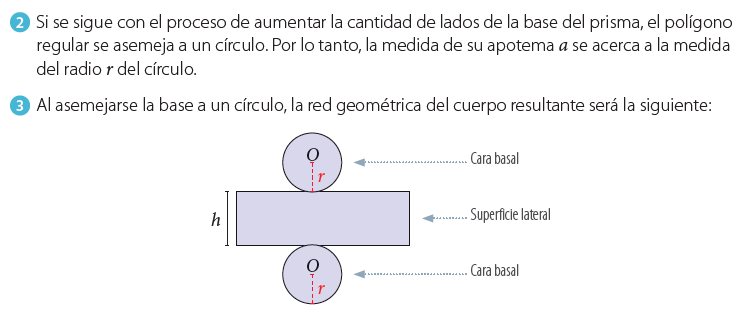 2 Si se sigue con el proceso de aumentar la cantidad de lados de la base del prisma, el polígono
regular se asemeja a un círculo. Por lo tanto, la medida de su apotema a se acerca a la medida
del radio r del círculo.
3 Al asemejarse la base a un círculo, la red geométrica del cuerpo resultante será la siguiente:
O
r
Cara basal
h
Superficie lateral
O
r
Cara basal